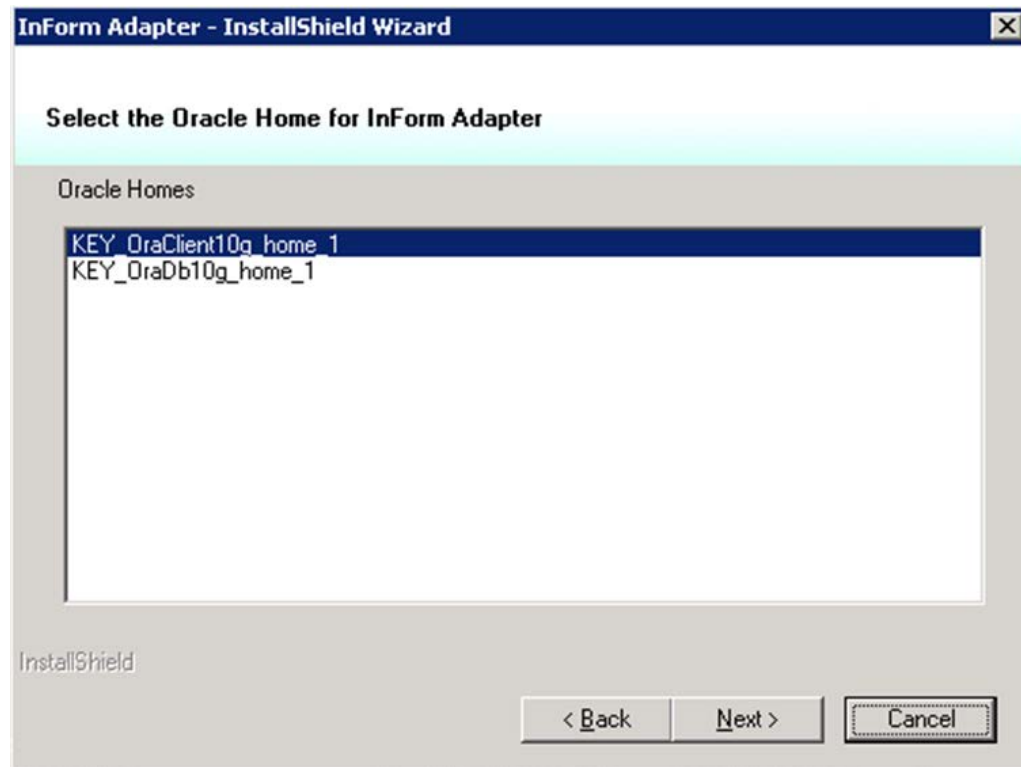 InForm Adapter - InstallShield Wizard
Select the Oracle Home for InForm Adapter
Oracle Homes
KEY_OraClient10g_home_1
KEY_OraDb10g_home_1
InstallShield
< Back Next > Cancel